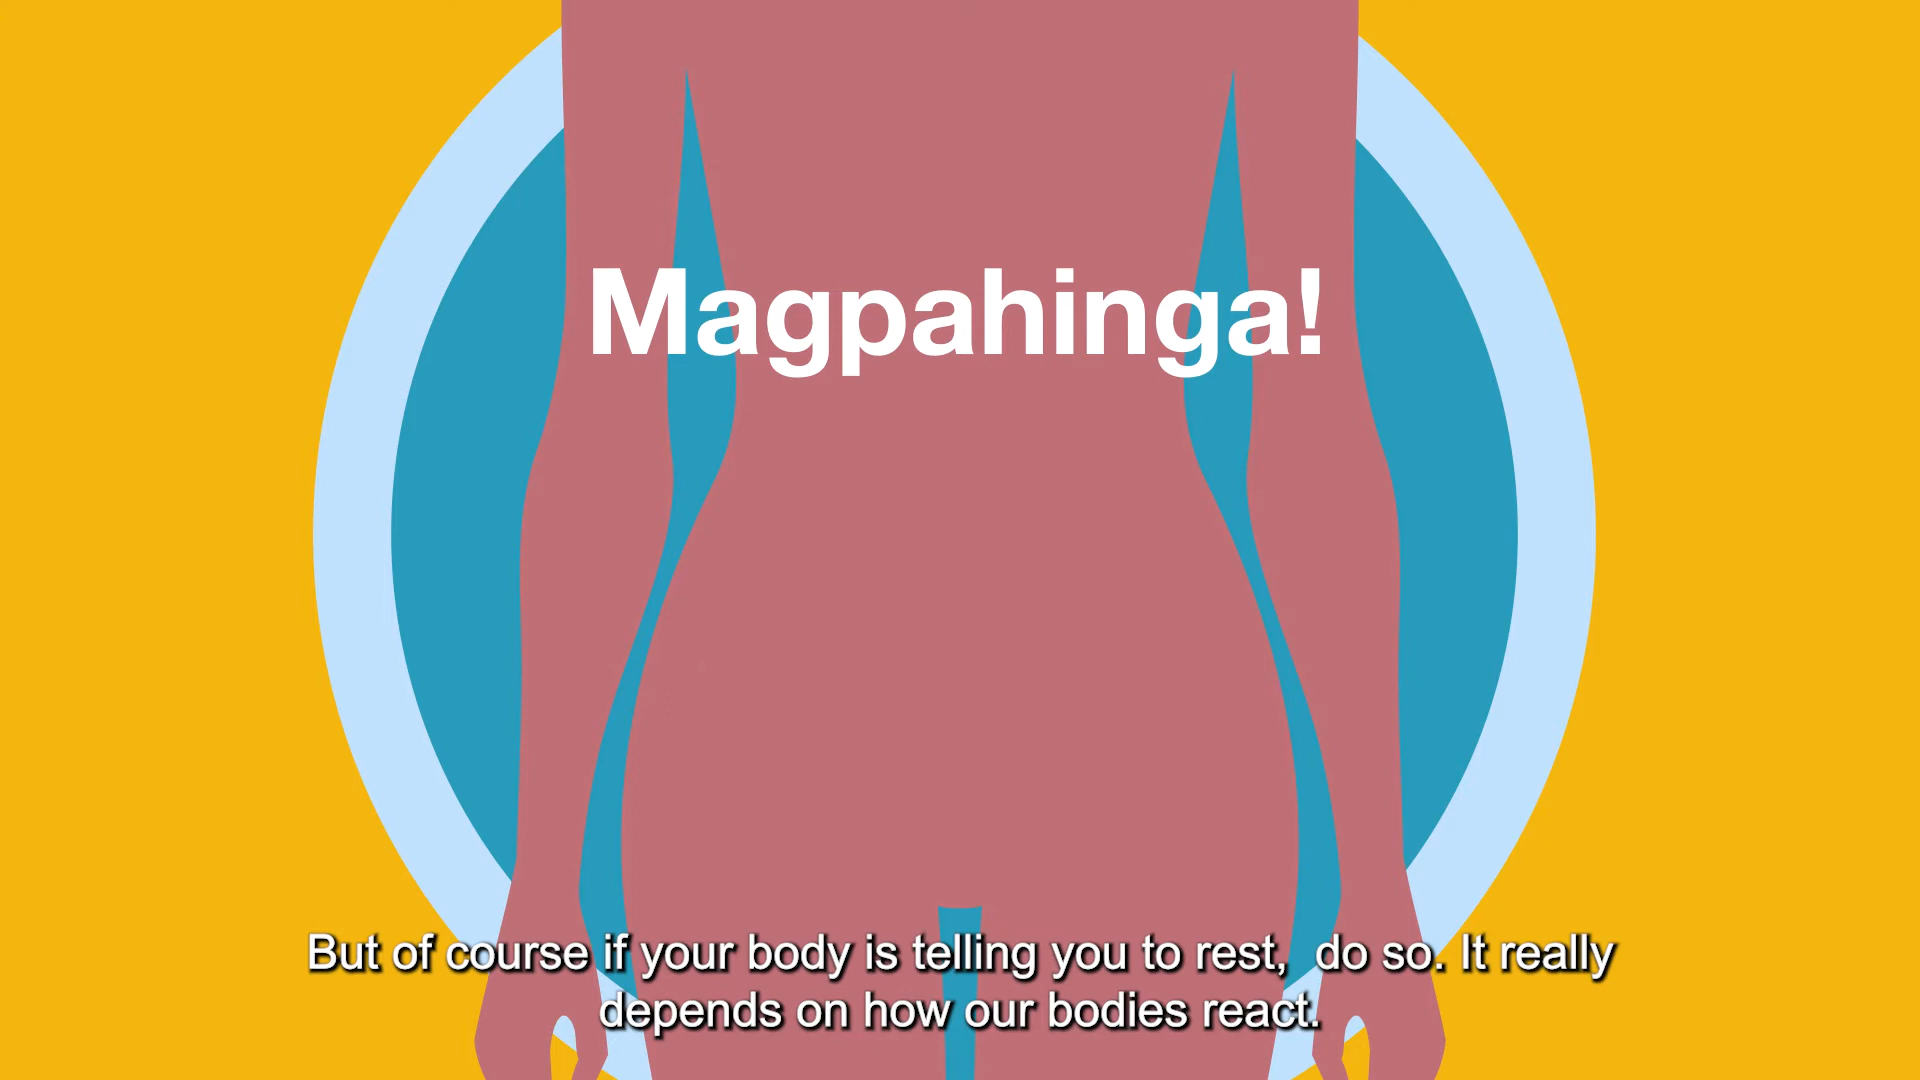 Magpahinga!
But of course if your body is telling you to rest,  do so. It really
depends on how our bodies react.